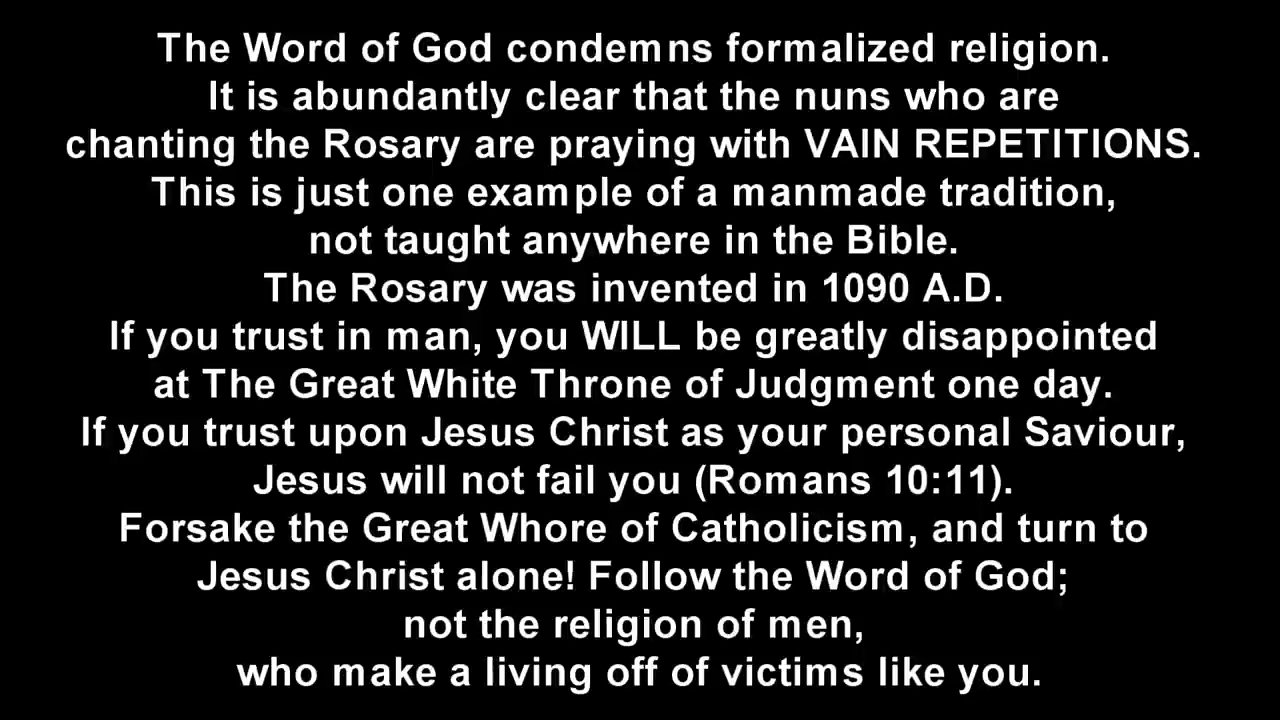 The Word of God condemns formalized religion.
It is abundantly clear that the nuns who are
chanting the Rosary are praying with VAIN REPETITIONS.
This is just one example of a manmade tradition,
not taught anywhere in the Bible.
The Rosary was invented in 1090 A.D.
If you trust in man, you WILL be greatly disappointed
at The Great White Throne of Judgment one day.
If you trust upon Jesus Christ as your personal Saviour,
Jesus will not fail you (Romans 10:11).
Forsake the Great Whore of Catholicism, and turn to
Jesus Christ alone! Follow the Word of God;
not the religion of men,
who make a living off of victims like you.